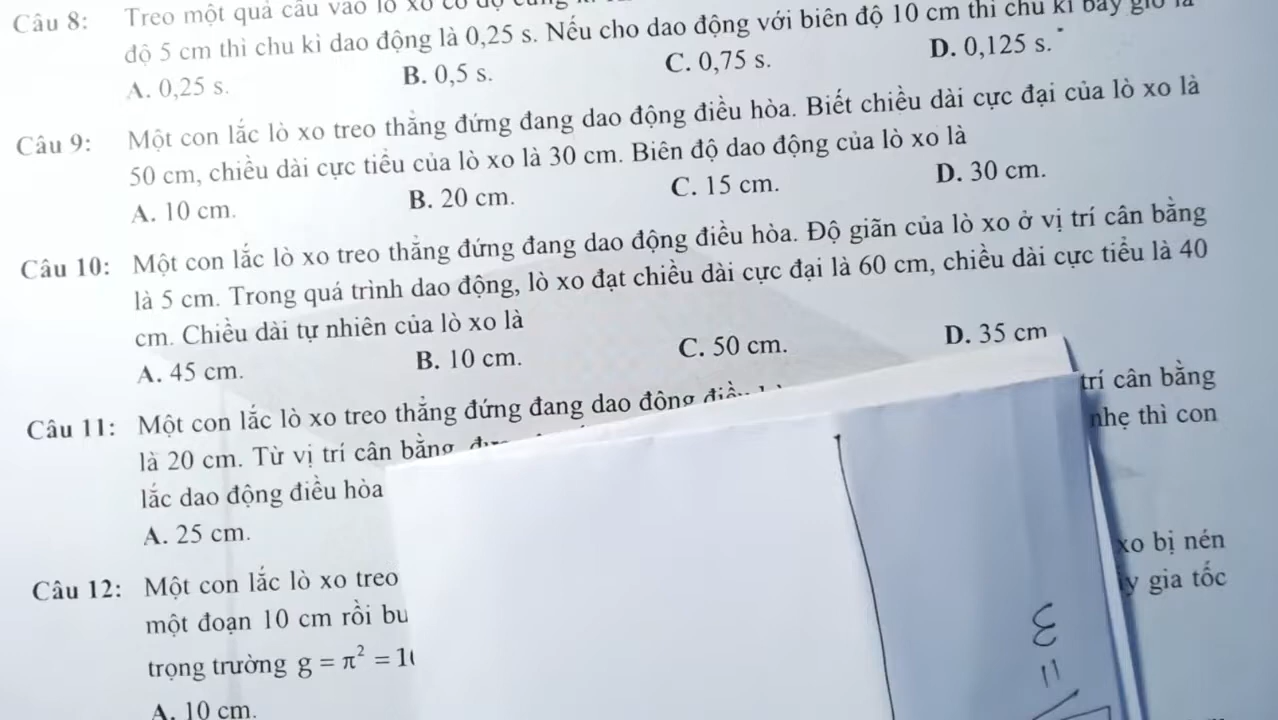 Câu 8: Treo một quả cầu vào lò xo có độ
độ 5 cm thì chu kì dao động là 0,25 s. Nếu cho dao động với biên độ 10 cm thì chu kì bây giờ là
A. 0,25 s. B. 0,5 s. C. 0,75 s. D. 0,125 s.
Câu 9: Một con lắc lò xo treo thẳng đứng đang dao động điều hòa. Biết chiều dài cực đại của lò xo là
50 cm, chiều dài cực tiểu của lò xo là 30 cm. Biên độ dao động của lò xo là
A. 10 cm. B. 20 cm. C. 15 cm. D. 30 cm.
Câu 10: Một con lắc lò xo treo thẳng đứng đang dao động điều hòa. Độ giãn của lò xo ở vị trí cân bằng
là 5 cm. Trong quá trình dao động, lò xo đạt chiều dài cực đại là 60 cm, chiều dài cực tiểu là 40
cm. Chiều dài tự nhiên của lò xo là
A. 45 cm. B. 10 cm. C. 50 cm. D. 35 cm
Câu 11: Một con lắc lò xo treo thẳng đứng đang dao động trí cân bằng
là 20 cm. Từ vị trí cân bằng nhẹ thì con
lắc dao động điều hòa
A. 25 cm.
Câu 12: Một con lắc lò xo treo xo bị nén
một đoạn 10 cm rồi bu y gia tốc
trọng trường g = π² = 1
A. 10 cm.